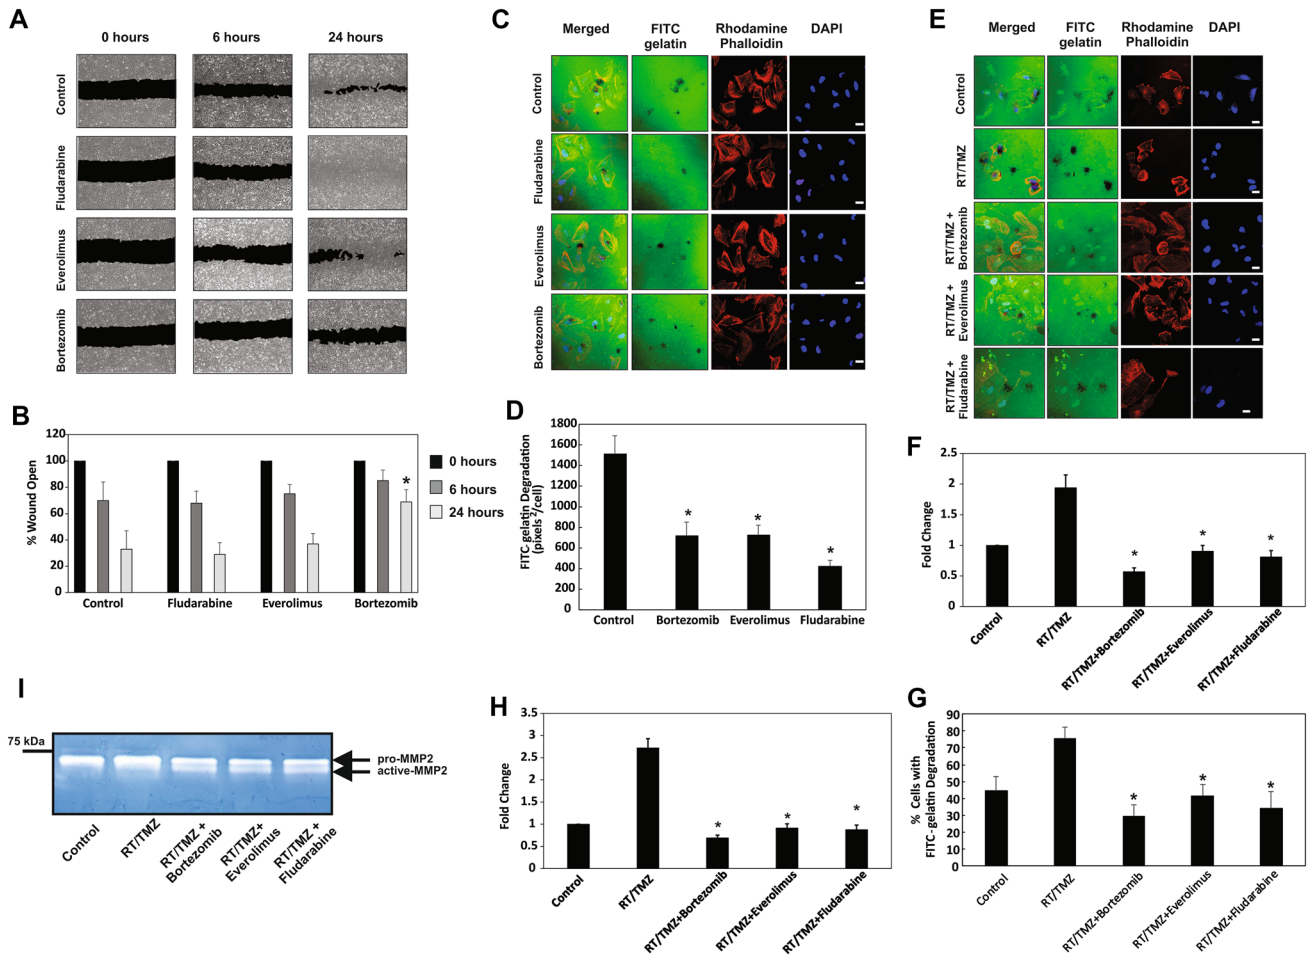 A
0 hours
6 hours
24 hours
Control
Fludarabine
Everolimus
Bortezomib
B
% Wound Open
120
100
80
60
40
20
0
Control
Fludarabine
Everolimus
Bortezomib
*
0 hours
6 hours
24 hours
C
Merged
FITC
gelatin
Rhodamine
Phalloidin
DAPI
Control
Fludarabine
Everolimus
Bortezomib
D
FITC-gelatin Degradation
(pixels²/cell)
1800
1600
1400
1200
1000
800
600
400
200
0
*
*
*
Control
Bortezomib
Everolimus
Fludarabine
E
Merged
FITC
gelatin
Rhodamine
Phalloidin
DAPI
Control
RT/TMZ
RT/TMZ +
Bortezomib
RT/TMZ +
Everolimus
RT/TMZ +
Fludarabine
F
Fold Change
2.5
2
1.5
1
0.5
0
*
*
*
Control
RT/TMZ
RT/TMZ+Bortezomib
RT/TMZ+Everolimus
RT/TMZ+Fludarabine
I
75 kDa
pro-MMP2
active-MMP2
Control
RT/TMZ
RT/TMZ +
Bortezomib
RT/TMZ+
Everolimus
RT/TMZ +
Fludarabine
H
Fold Change
3.5
3
2.5
2
1.5
1
0.5
0
*
*
*
Control
RT/TMZ
RT/TMZ+Bortezomib
RT/TMZ+Everolimus
RT/TMZ+Fludarabine
G
% Cells with
FITC-gelatin Degradation
90
80
70
60
50
40
30
20
10
0
*
*
*
Control
RT/TMZ
RT/TMZ+Bortezomib
RT/TMZ+Everolimus
RT/TMZ+Fludarabine